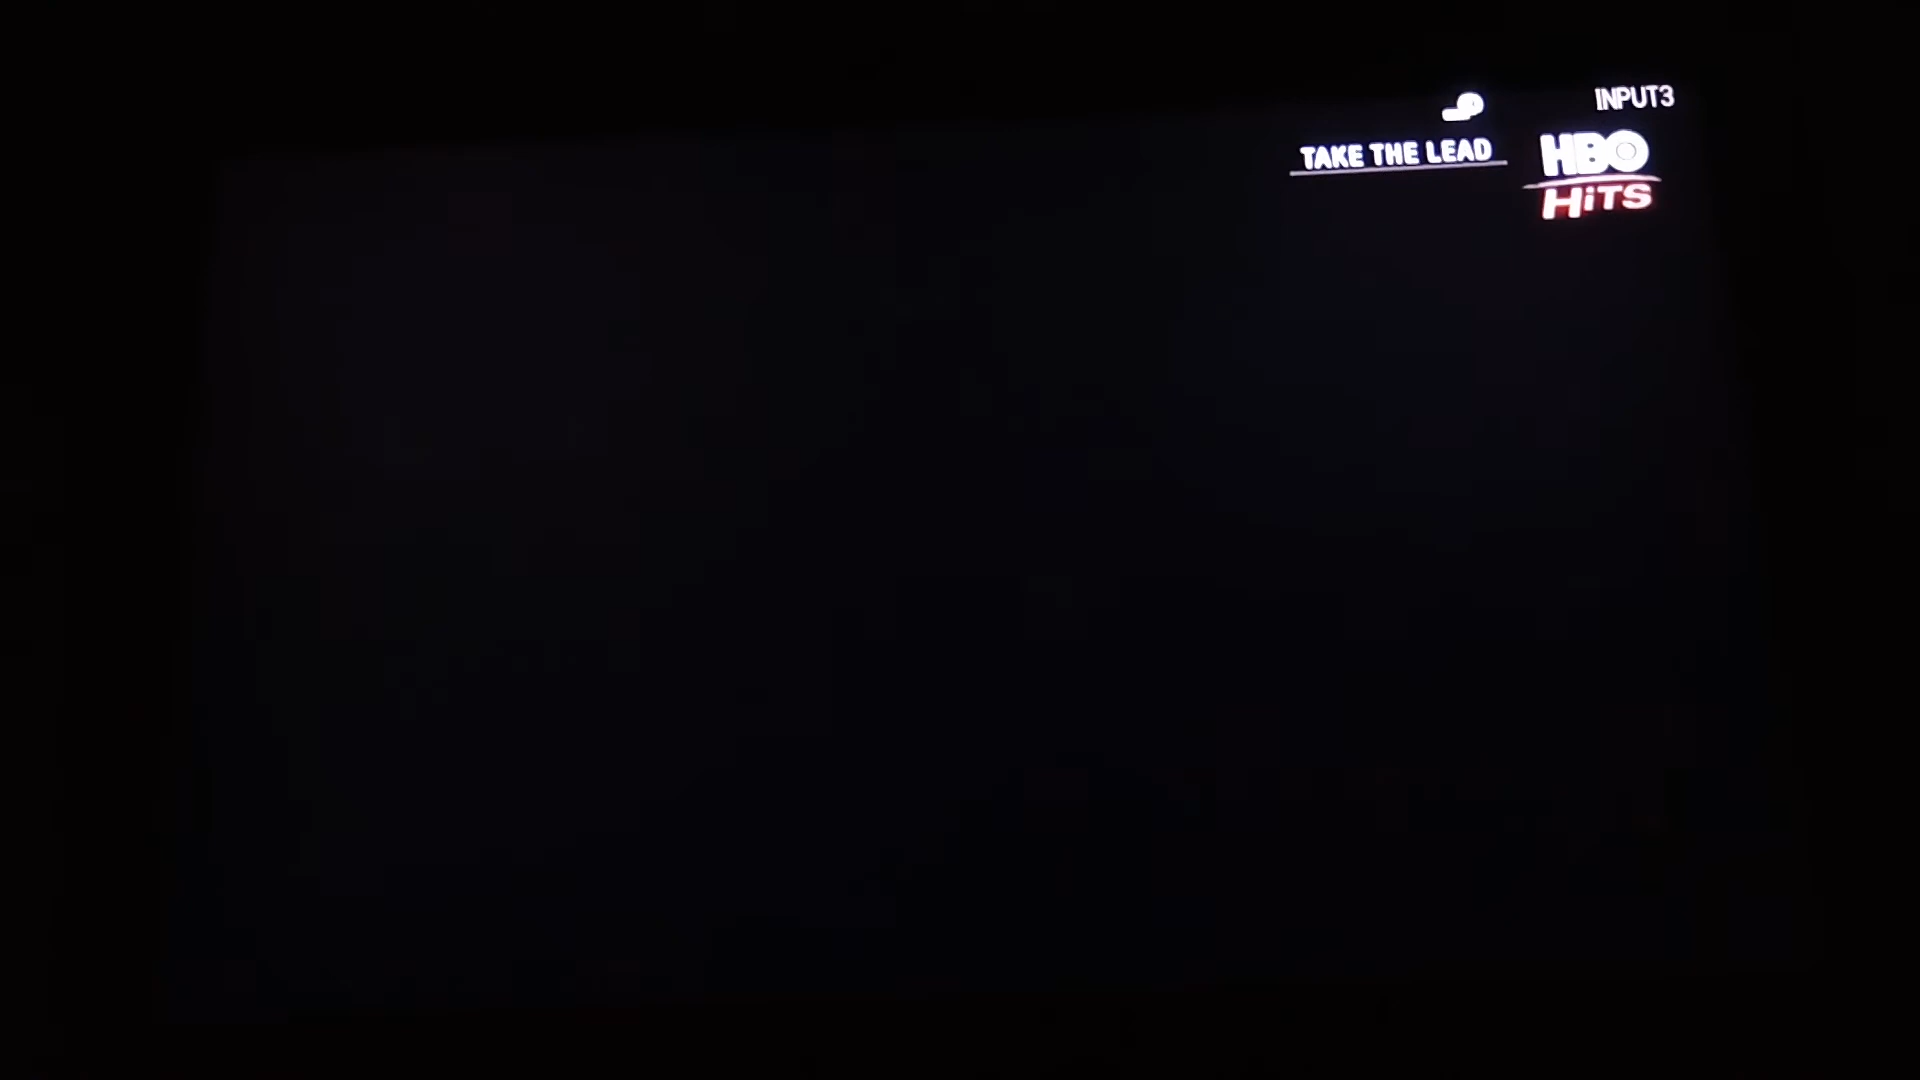 INPUT3
TAKE THE LEAD
HBO
HiTS